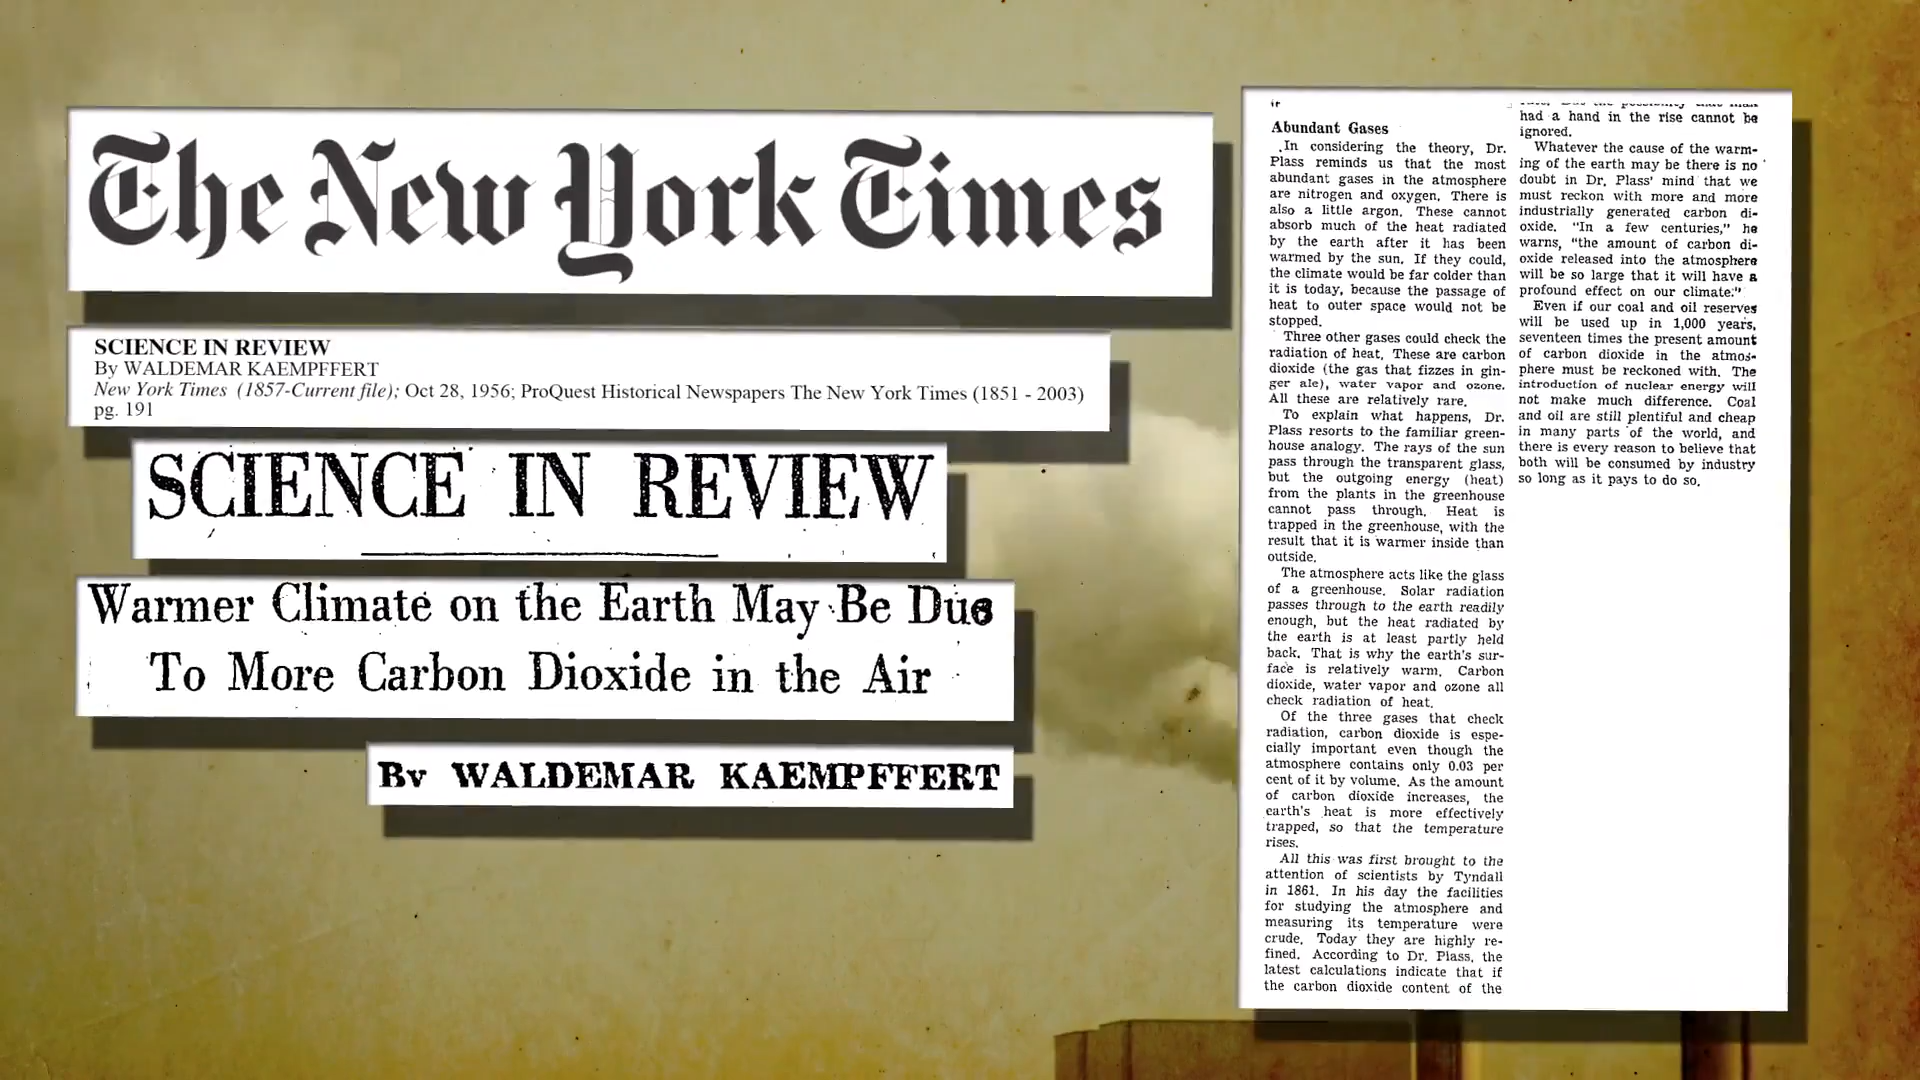 The New York Times
SCIENCE IN REVIEW
By WALDEMAR KAEMPFFERT
New York Times (1857-Current file); Oct 28, 1956; ProQuest Historical Newspapers The New York Times (1851 - 2003)
pg. 191
SCIENCE IN REVIEW
Warmer Climate on the Earth May Be Due
To More Carbon Dioxide in the Air
By WALDEMAR KAEMPFFERT
Abundant Gases
In considering the theory, Dr.
Plass reminds us that the most
abundant gases in the atmosphere
are nitrogen and oxygen. There is
also a little argon. These cannot
absorb much of the heat radiated
by the earth after it has been
warmed by the sun. If they could,
the climate would be far colder than
it is today, because the passage of
heat to outer space would not be
stopped.
Three other gases could check the
radiation of heat. These are carbon
dioxide (the gas that fizzes in gin-
ger ale), water vapor and ozone.
All these are relatively rare.
To explain what happens, Dr.
Plass resorts to the familiar green-
house analogy. The rays of the sun
pass through the transparent glass,
but the outgoing energy (heat)
from the plants in the greenhouse
cannot pass through. Heat is
trapped in the greenhouse, with the
result that it is warmer inside than
outside.
The atmosphere acts like the glass
of a greenhouse. Solar radiation
passes through to the earth readily
enough, but the heat radiated by
the earth is at least partly held
back. That is why the earth's sur-
face is relatively warm. Carbon
dioxide, water vapor and ozone all
check radiation of heat.
Of the three gases that check
radiation, carbon dioxide is espe-
cially important even though the
atmosphere contains only 0.03 per
cent of it by volume. As the amount
of carbon dioxide increases, the
earth's heat is more effectively
trapped, so that the temperature
rises.
All this was first brought to the
attention of scientists by Tyndall
in 1861. In his day the facilities
for studying the atmosphere and
measuring its temperature were
crude. Today they are highly re-
fined. According to Dr. Plass, the
latest calculations indicate that if
the carbon dioxide content of the
had a hand in the rise cannot be
ignored.
Whatever the cause of the warm-
ing of the earth may be there is no
doubt in Dr. Plass' mind that we
must reckon with more and more
industrially generated carbon di-
oxide. "In a few centuries," he
warns, "the amount of carbon di-
oxide released into the atmosphere
will be so large that it will have a
profound effect on our climate."
Even if our coal and oil reserves
will be used up in 1,000 years,
seventeen times the present amount
of carbon dioxide in the atmos-
phere must be reckoned with. The
introduction of nuclear energy will
not make much difference. Coal
and oil are still plentiful and cheap
in many parts of the world, and
there is every reason to believe that
both will be consumed by industry
so long as it pays to do so.